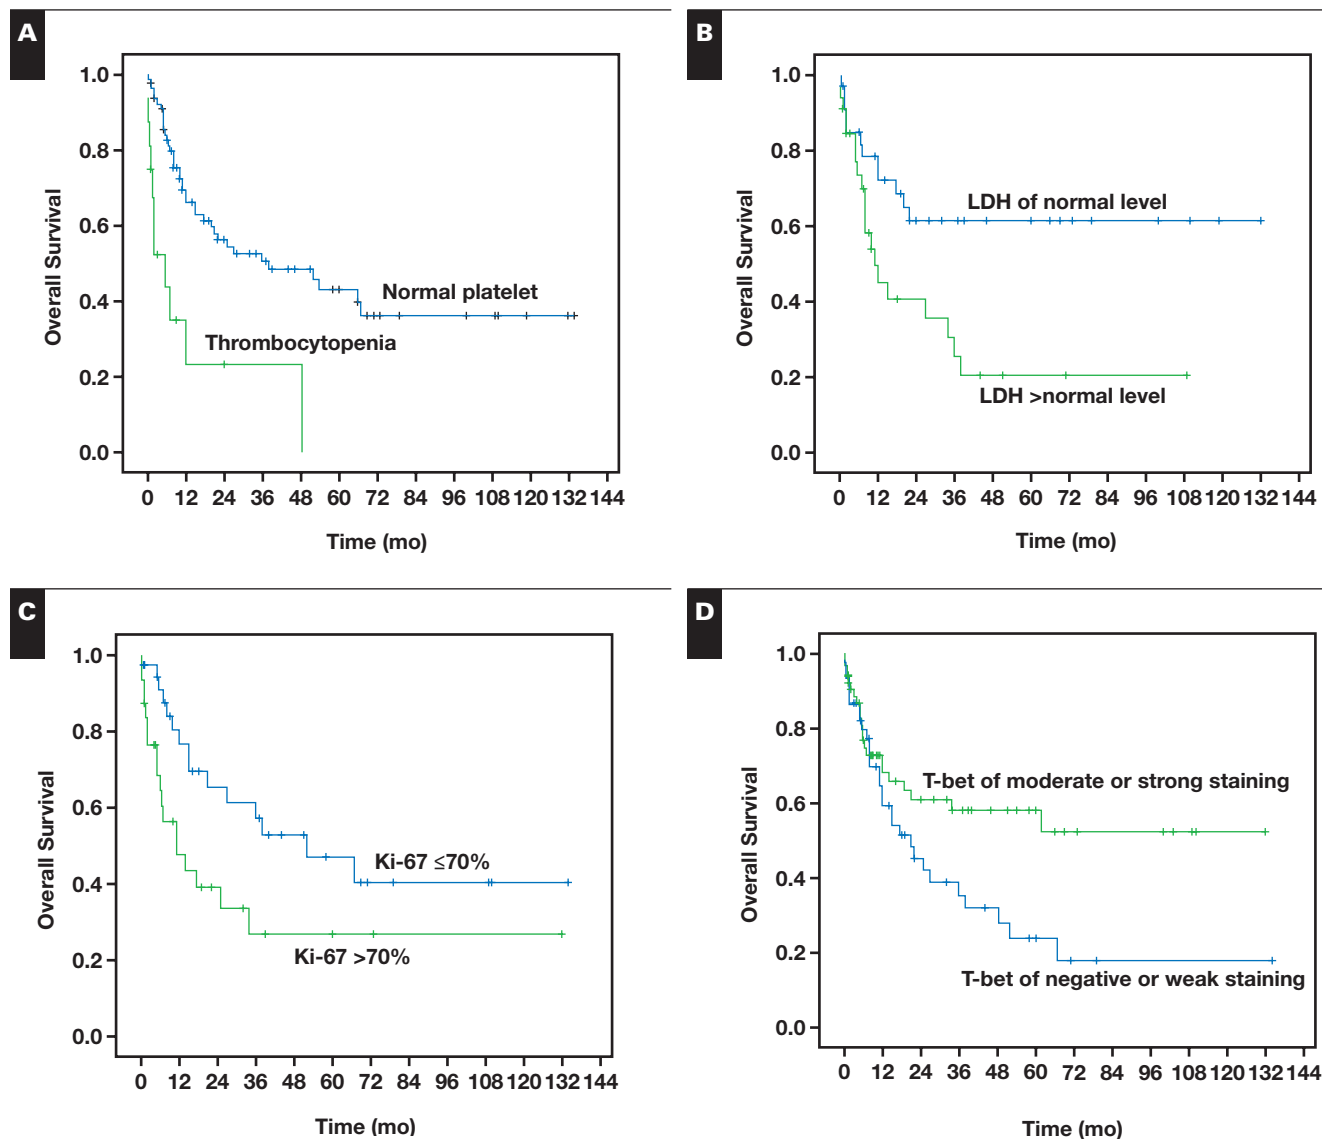 A
1.0
0.8
0.6
0.4
0.2
0.0
Overall Survival
Normal platelet
Thrombocytopenia
0 12 24 36 48 60 72 84 96 108 120 132 144
Time (mo)
B
1.0
0.8
0.6
0.4
0.2
0.0
Overall Survival
LDH of normal level
LDH >normal level
0 12 24 36 48 60 72 84 96 108 120 132 144
Time (mo)
C
1.0
0.8
0.6
0.4
0.2
0.0
Overall Survival
Ki-67 ≤70%
Ki-67 >70%
0 12 24 36 48 60 72 84 96 108 120 132 144
Time (mo)
D
1.0
0.8
0.6
0.4
0.2
0.0
Overall Survival
T-bet of moderate or strong staining
T-bet of negative or weak staining
0 12 24 36 48 60 72 84 96 108 120 132 144
Time (mo)